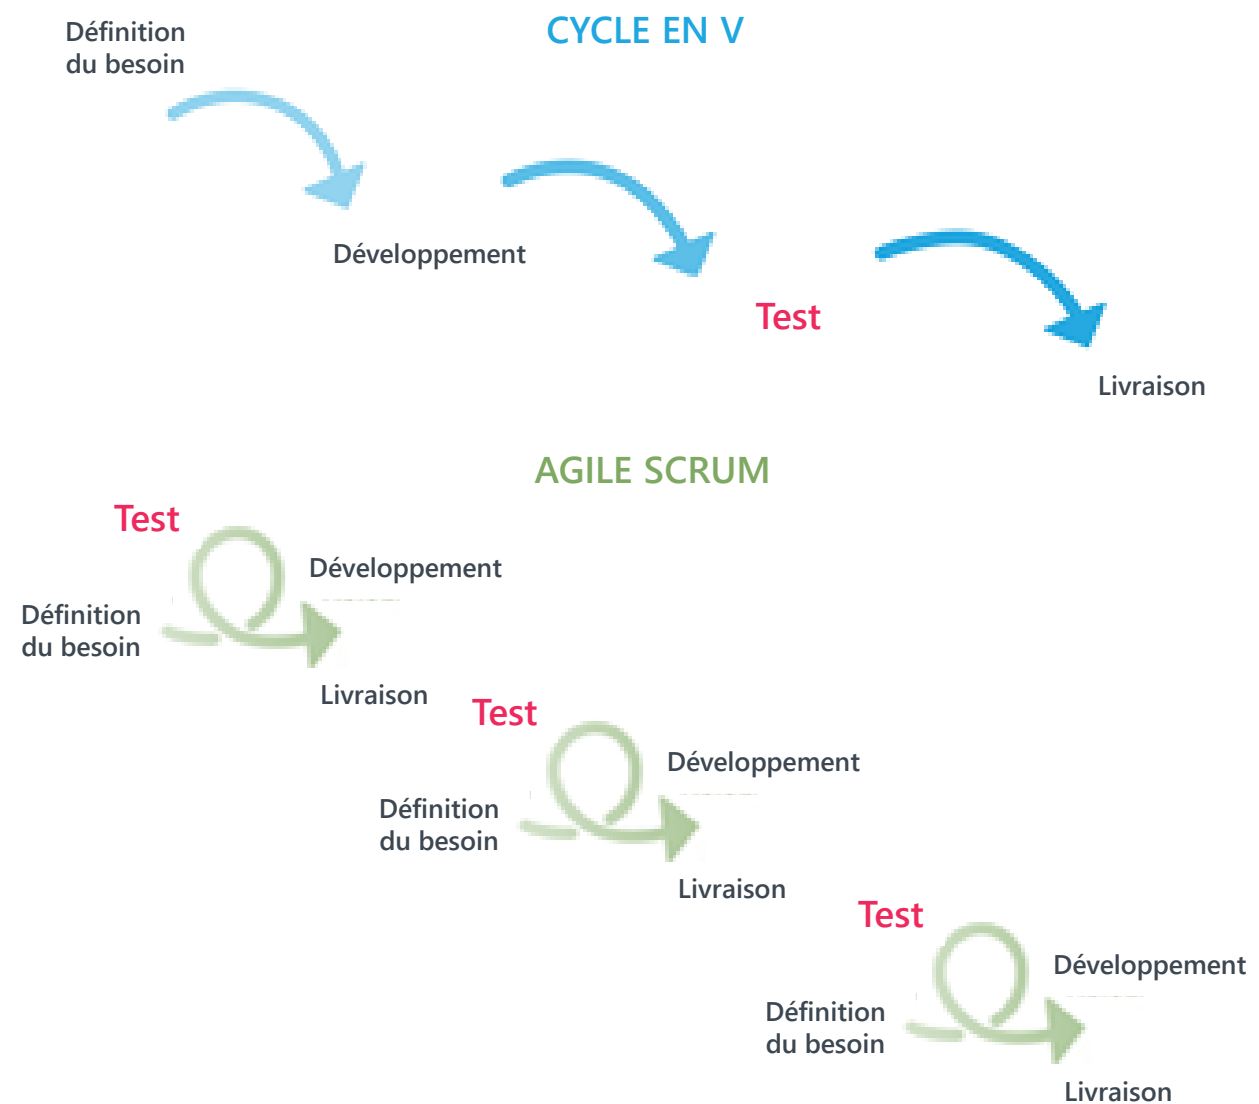 CYCLE EN V
Définition
du besoin
Développement
Test
Livraison
AGILE SCRUM
Test
Développement
Définition
du besoin
Livraison
Test
Développement
Définition
du besoin
Livraison
Test
Développement
Définition
du besoin
Livraison